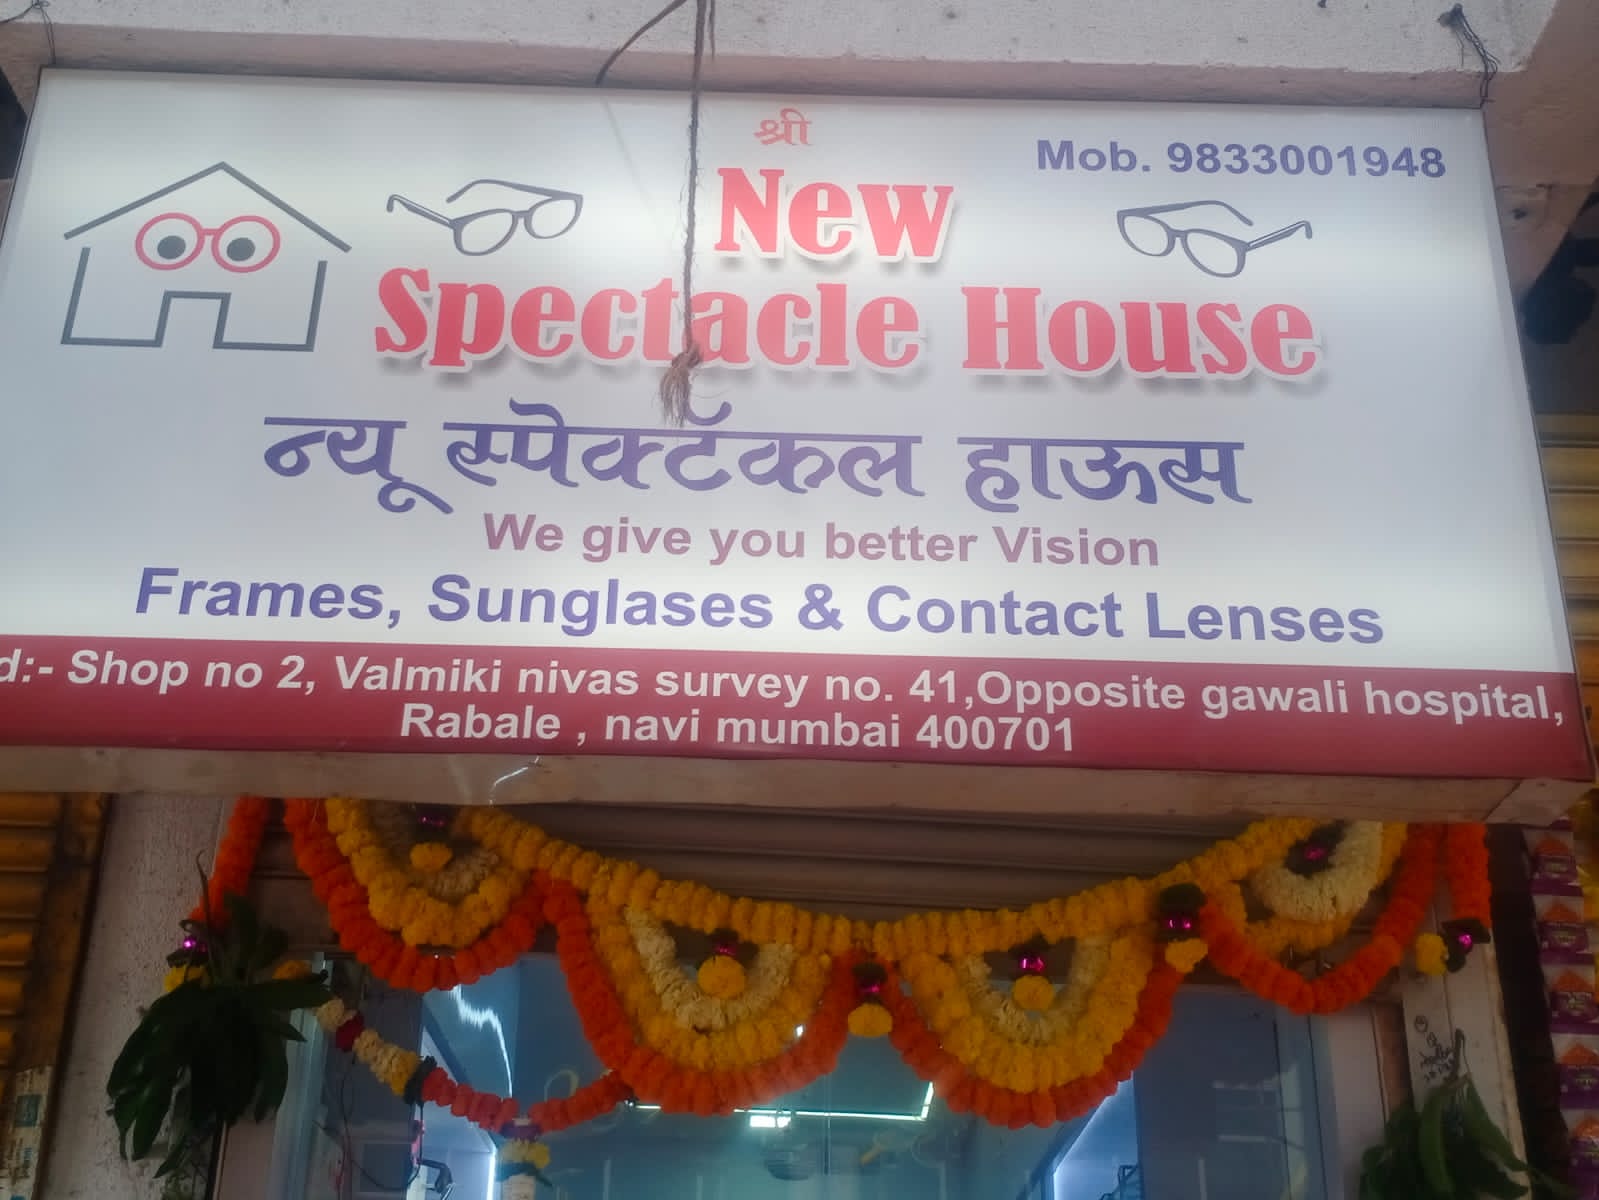 श्री
Mob. 9833001948
New
Spectacle House
न्यू स्पेक्टॅकल हाऊस
We give you better Vision
Frames, Sunglases & Contact Lenses
d:- Shop no 2, Valmiki nivas survey no. 41,Opposite gawali hospital,
Rabale , navi mumbai 400701